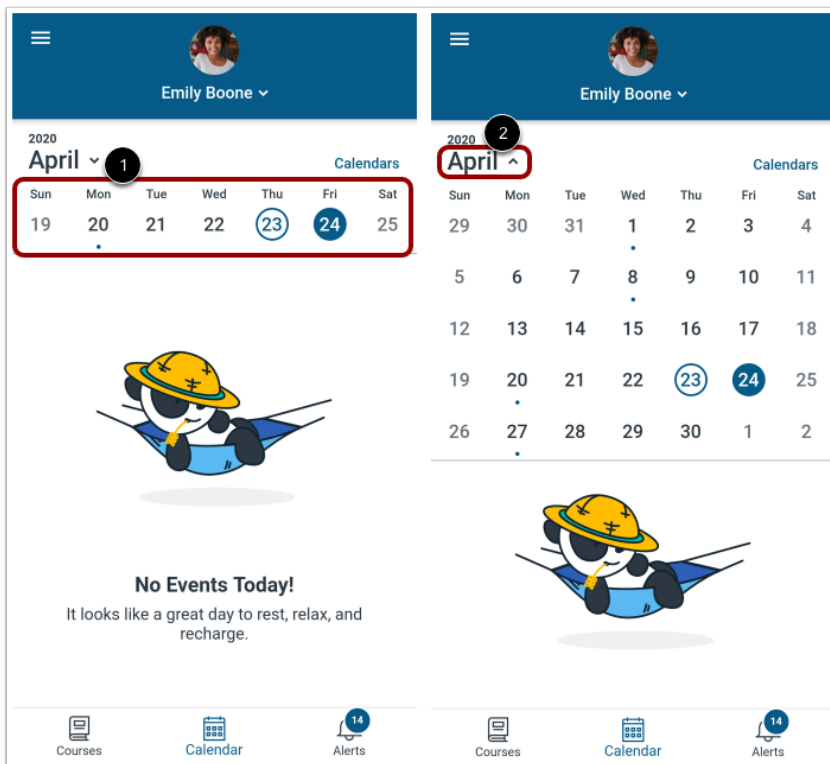 Emily Boone
2020
April
1
Calendars
Sun Mon Tue Wed Thu Fri Sat
19 20 21 22 23 24 25
No Events Today!
It looks like a great day to rest, relax, and
recharge.
14
Courses Calendar Alerts
Emily Boone
2020
2
April
Calendars
Sun Mon Tue Wed Thu Fri Sat
29 30 31 1 2 3 4
5 6 7 8 9 10 11
12 13 14 15 16 17 18
19 20 21 22 23 24 25
26 27 28 29 30 1 2
14
Courses Calendar Alerts